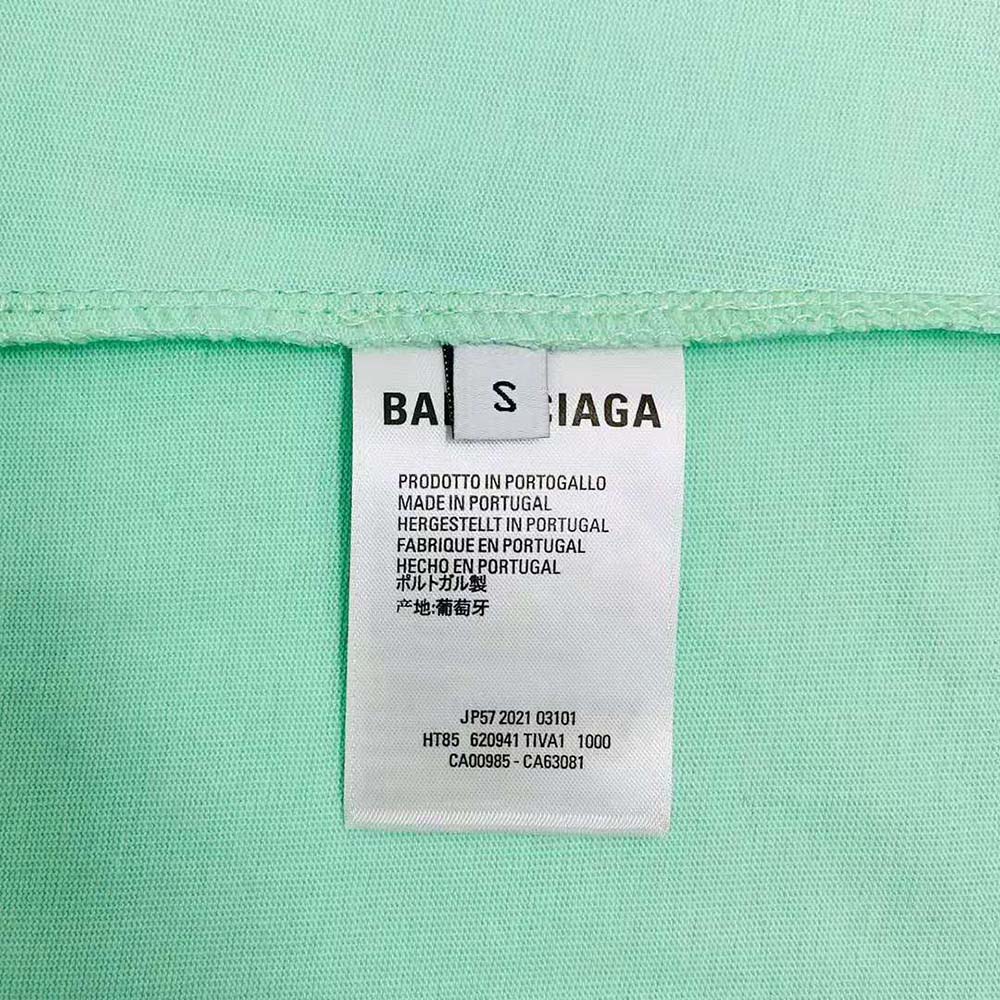 S
BAL CIAGA
PRODOTTO IN PORTOGALLO
MADE IN PORTUGAL
HERGESTELLT IN PORTUGAL
FABRIQUE EN PORTUGAL
HECHO EN PORTUGAL
ポルトガル製
产地:葡萄牙
JP57 2021 03101
HT85 620941 TIVA1 1000
CA00985 - CA63081